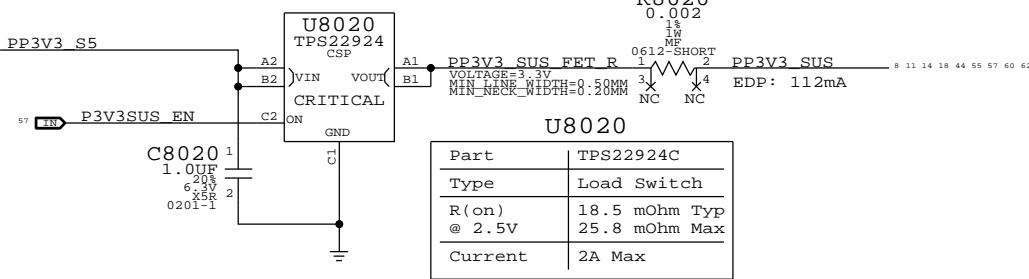 R8020
0.002
1%
1W
MF
0612-SHORT
U8020
TPS22924
CSP
PP3V3_S5
A2
B2
VIN
VOUT
A1
B1
CRITICAL
PP3V3_SUS_FET_R
VOLTAGE=3.3V
MIN_LINE_WIDTH=0.50MM
MIN_NECK_WIDTH=0.20MM
1
2
3
4
NC
NC
PP3V3_SUS
8 11 14 18 44 55 57 60 62
EDP: 112mA
57
IN
P3V3SUS_EN
C2
ON
GND
C1
C8020
1
1.0UF
20%
6.3V
X5R
2
0201-1
U8020
Part TPS22924C
Type Load Switch
R(on) 18.5 mOhm Typ
@ 2.5V 25.8 mOhm Max
Current 2A Max